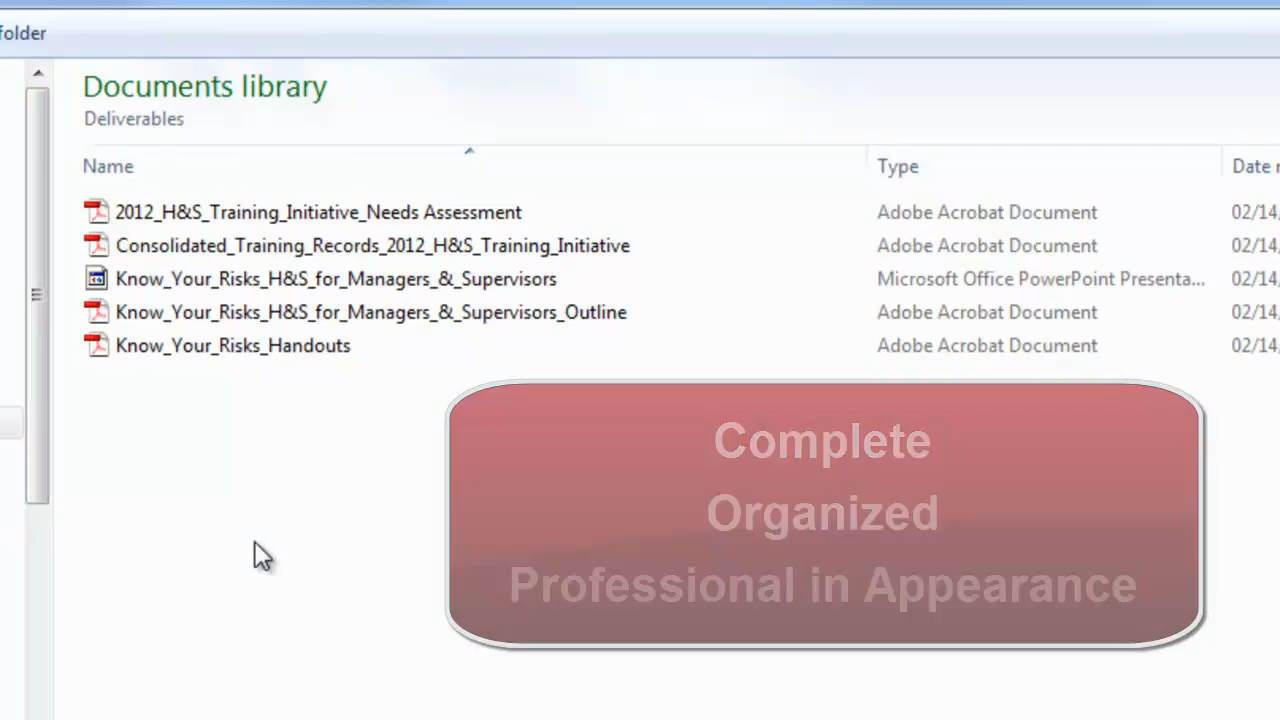 folder
Documents library
Deliverables
Name Type Date
2012_H&S_Training_Initiative_Needs Assessment Adobe Acrobat Document 02/14,
Consolidated_Training_Records_2012_H&S_Training_Initiative Adobe Acrobat Document 02/14,
Know_Your_Risks_H&S_for_Managers_&_Supervisors Microsoft Office PowerPoint Presenta... 02/14,
Know_Your_Risks_H&S_for_Managers_&_Supervisors_Outline Adobe Acrobat Document 02/14,
Know_Your_Risks_Handouts Adobe Acrobat Document 02/14,
Complete
Organized
Professional in Appearance